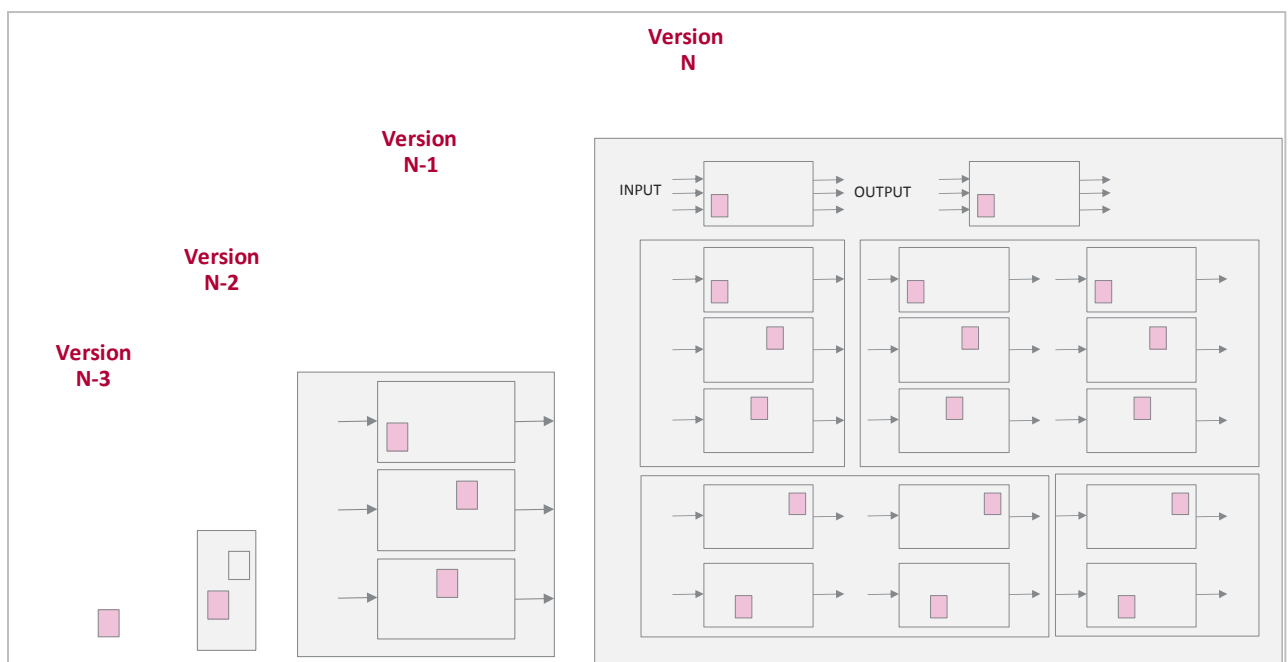 Version
N
Version
N-1
INPUT
OUTPUT
Version
N-2
Version
N-3